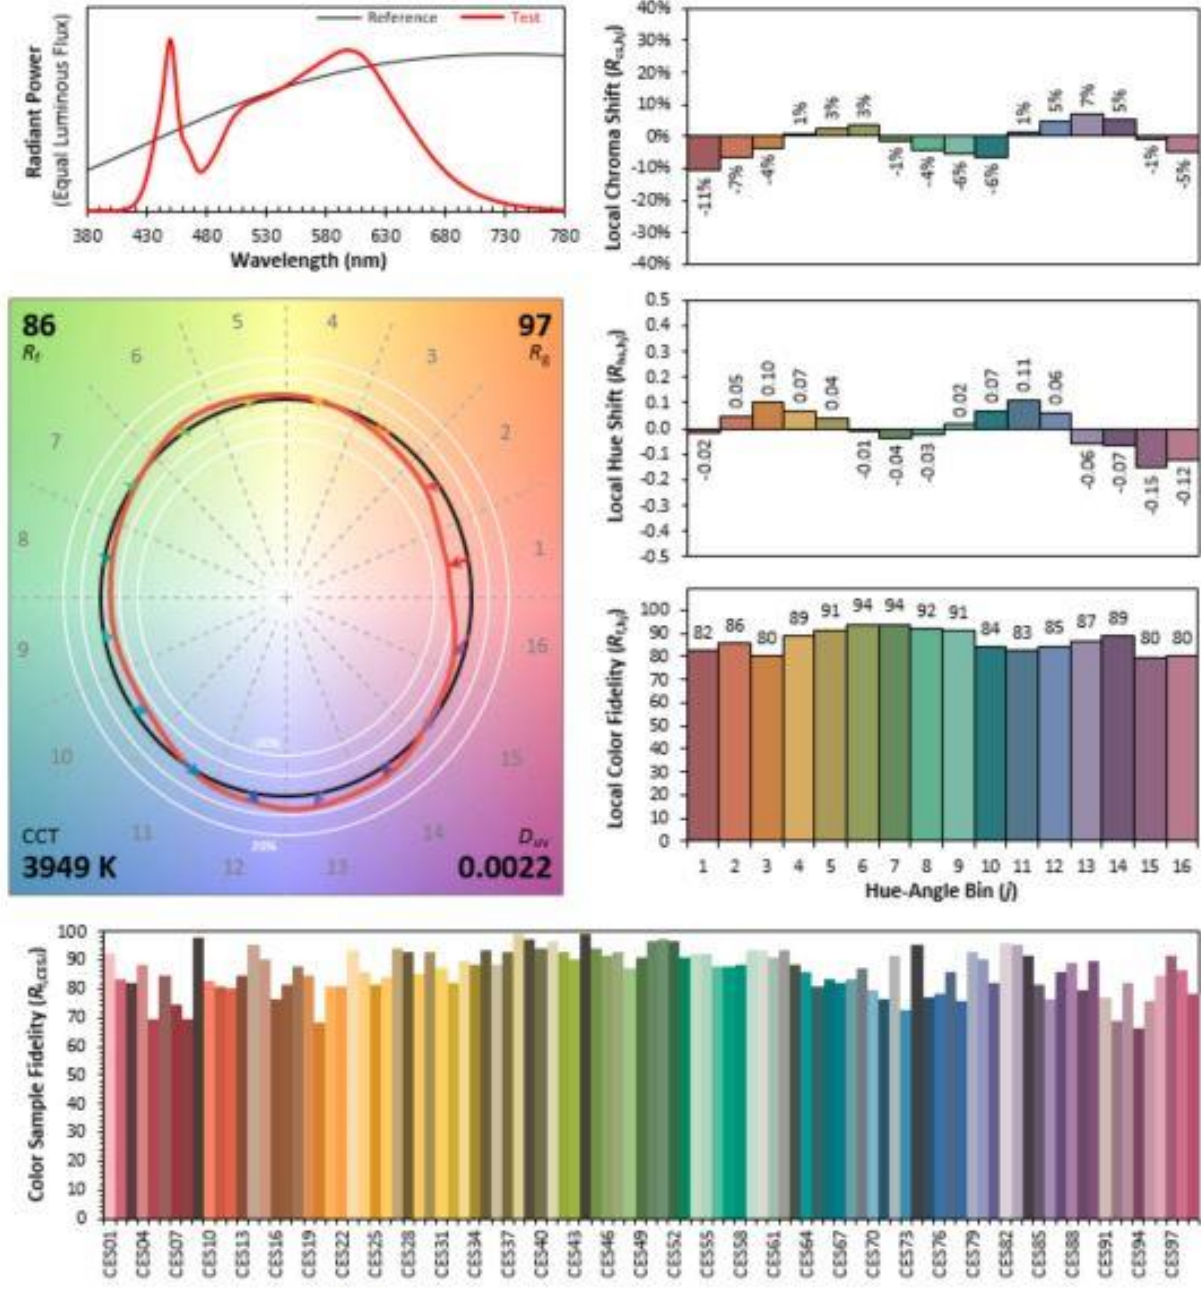 Reference Test
Radiant Power
(Equal Luminous Flux)
380 430 480 530 580 630 680 730 780
Wavelength (nm)
Local Chroma Shift (Rcs,hj)
40%
30%
20%
10%
0%
-10%
-20%
-30%
-40%
-11% -7% -4% 1% 3% 3% -1% -4% -6% -6% 1% 5% 7% 5% -1% -5%
86
Rf
97
Rg
5 4
6 3
7 2
8 1
9 16
10 15
11 14
12 13
20%
CCT
3949 K
Duv
0.0022
Local Hue Shift (Rhs,hj)
0.5
0.4
0.3
0.2
0.1
0.0
-0.1
-0.2
-0.3
-0.4
-0.5
-0.02 0.05 0.10 0.07 0.04 -0.01 -0.04 -0.03 0.02 0.07 0.11 0.06 -0.06 -0.07 -0.15 -0.12
Local Color Fidelity (Rf,hj)
100
90
80
70
60
50
40
30
20
10
0
82 86 80 89 91 94 94 92 91 84 83 85 87 89 80 80
1 2 3 4 5 6 7 8 9 10 11 12 13 14 15 16
Hue-Angle Bin (j)
Color Sample Fidelity (Rf,CESi)
100
90
80
70
60
50
40
30
20
10
0
CES01 CES04 CES07 CES10 CES13 CES16 CES19 CES22 CES25 CES28 CES31 CES34 CES37 CES40 CES43 CES46 CES49 CES52 CES55 CES58 CES61 CES64 CES67 CES70 CES73 CES76 CES79 CES82 CES85 CES88 CES91 CES94 CES97